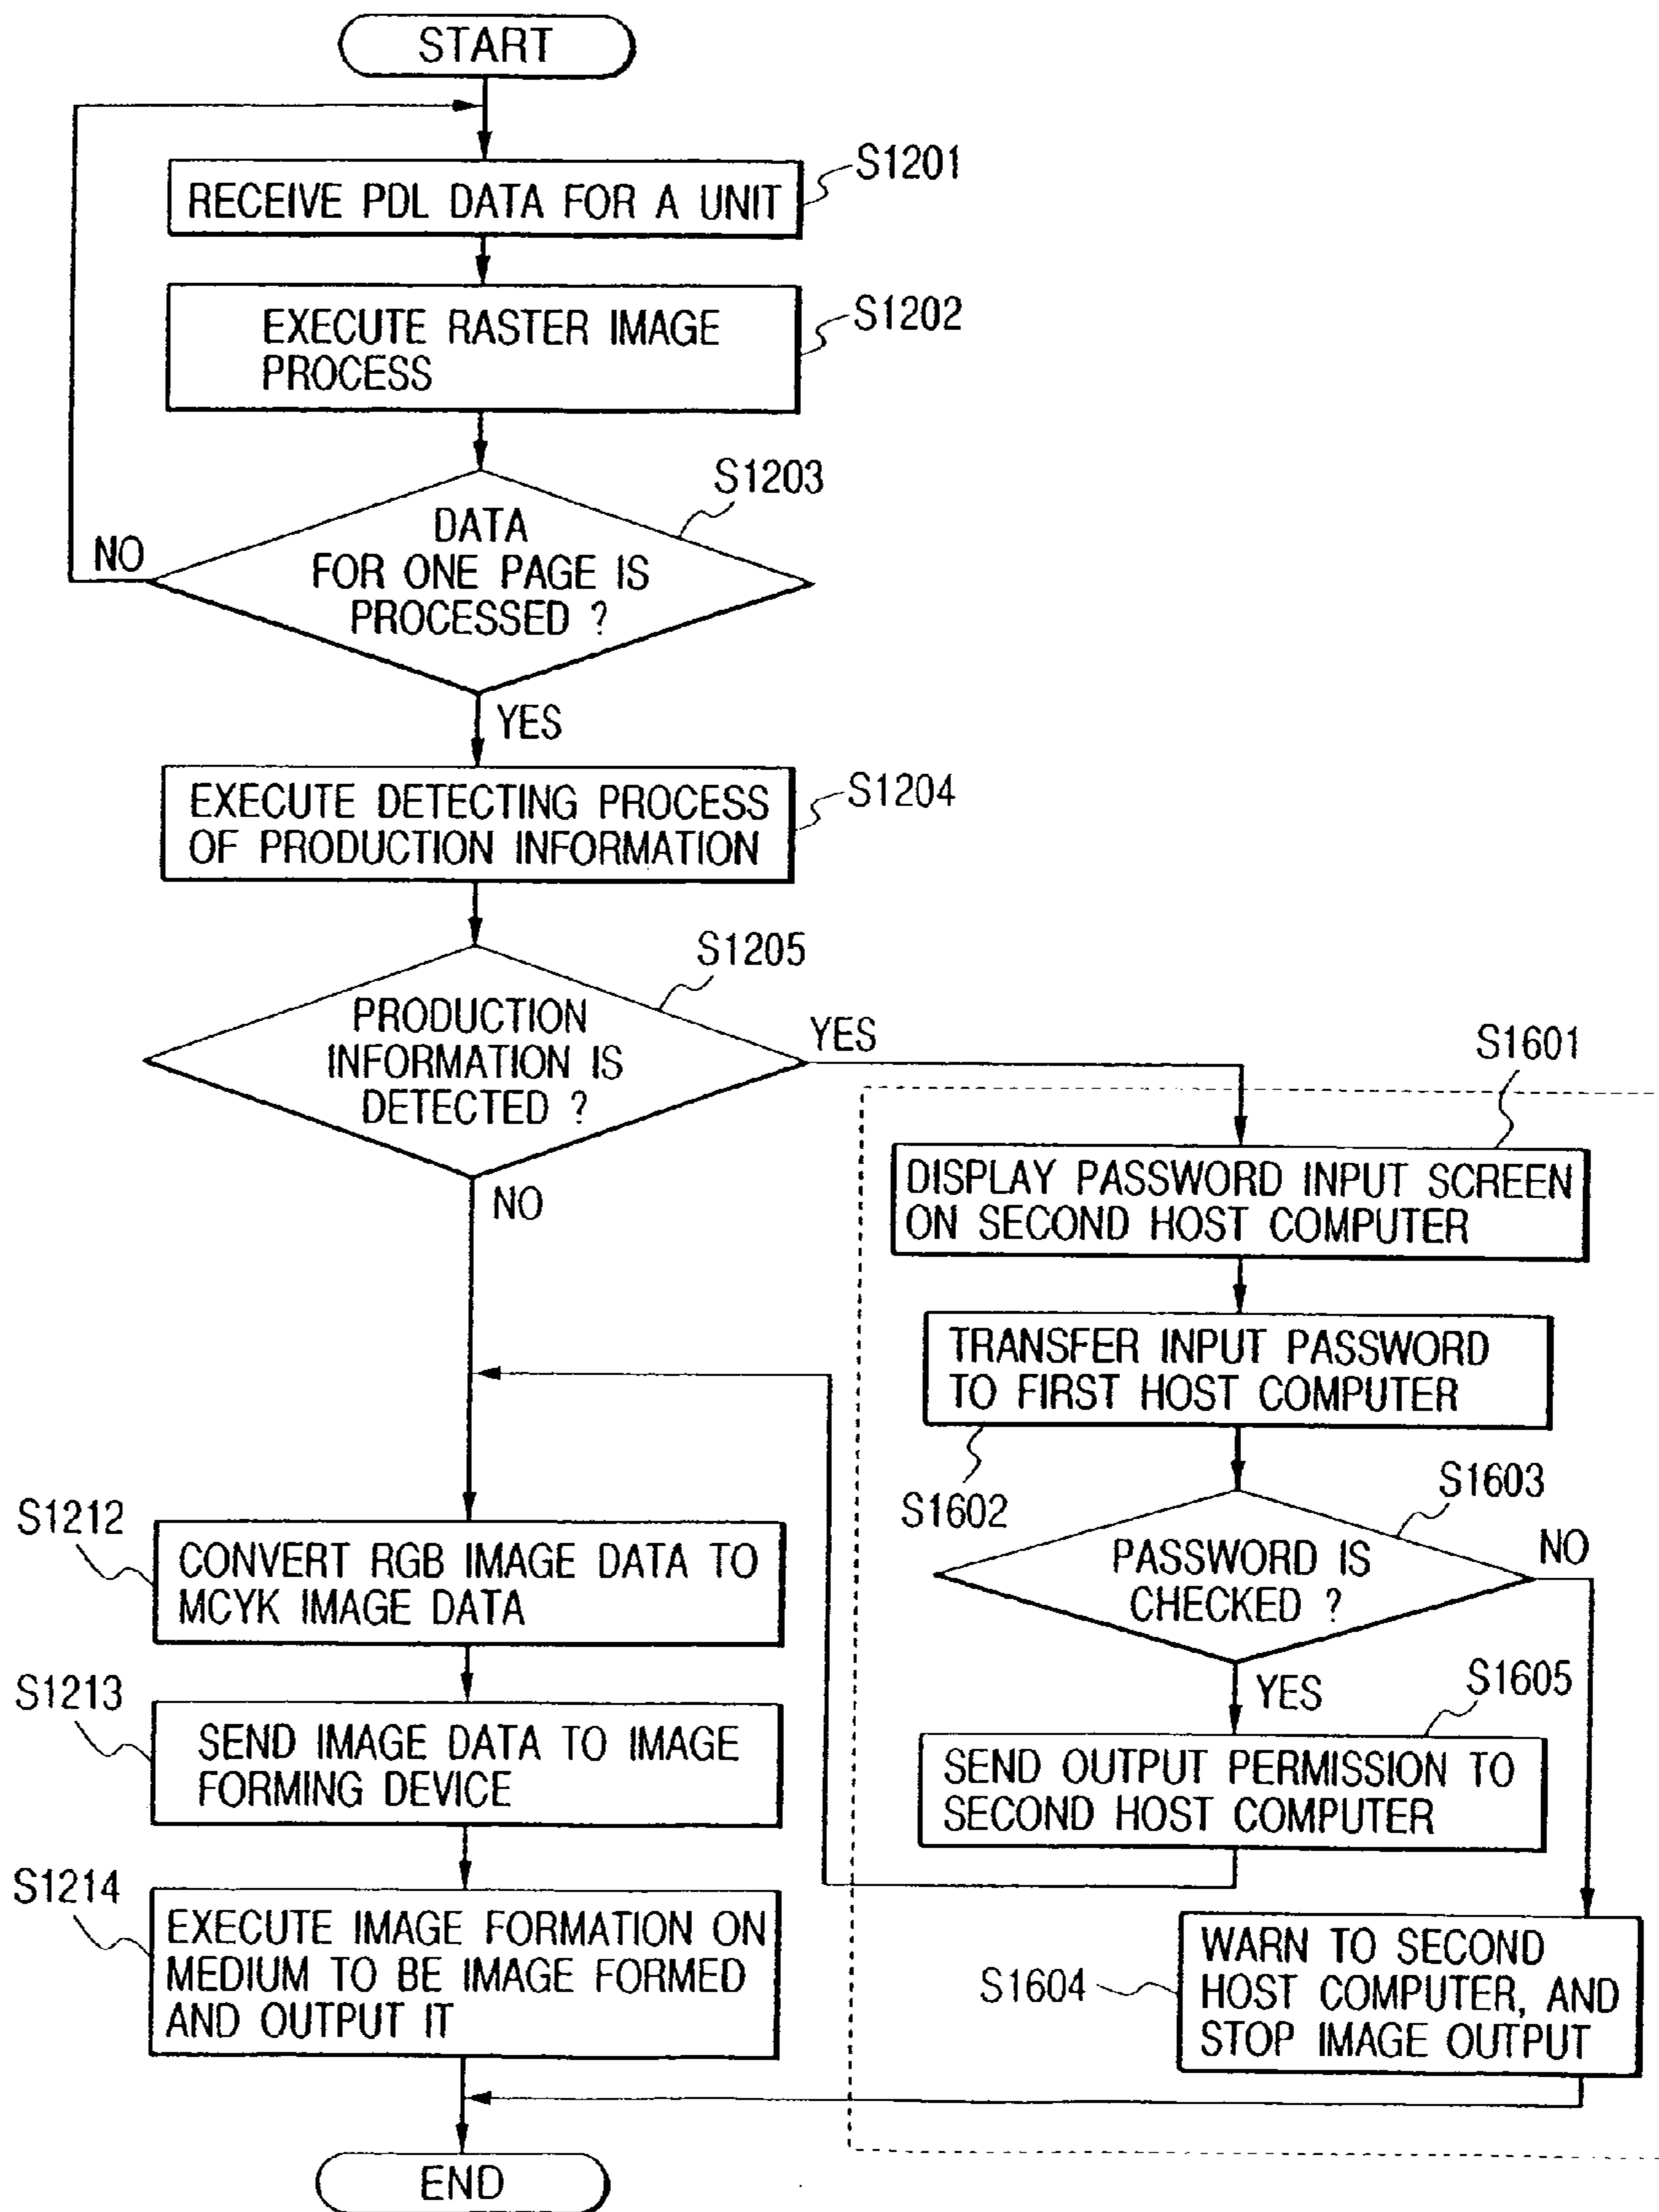 START
S1201
RECEIVE PDL DATA FOR A UNIT
S1202
EXECUTE RASTER IMAGE
PROCESS
S1203
DATA
FOR ONE PAGE IS
PROCESSED ?
NO
YES
S1204
EXECUTE DETECTING PROCESS
OF PRODUCTION INFORMATION
S1205
PRODUCTION
INFORMATION IS
DETECTED ?
YES
NO
S1601
DISPLAY PASSWORD INPUT SCREEN
ON SECOND HOST COMPUTER
TRANSFER INPUT PASSWORD
TO FIRST HOST COMPUTER
S1602
S1603
PASSWORD IS
CHECKED ?
NO
YES
S1605
SEND OUTPUT PERMISSION TO
SECOND HOST COMPUTER
S1604
WARN TO SECOND
HOST COMPUTER, AND
STOP IMAGE OUTPUT
S1212
CONVERT RGB IMAGE DATA TO
MCYK IMAGE DATA
S1213
SEND IMAGE DATA TO IMAGE
FORMING DEVICE
S1214
EXECUTE IMAGE FORMATION ON
MEDIUM TO BE IMAGE FORMED
AND OUTPUT IT
END